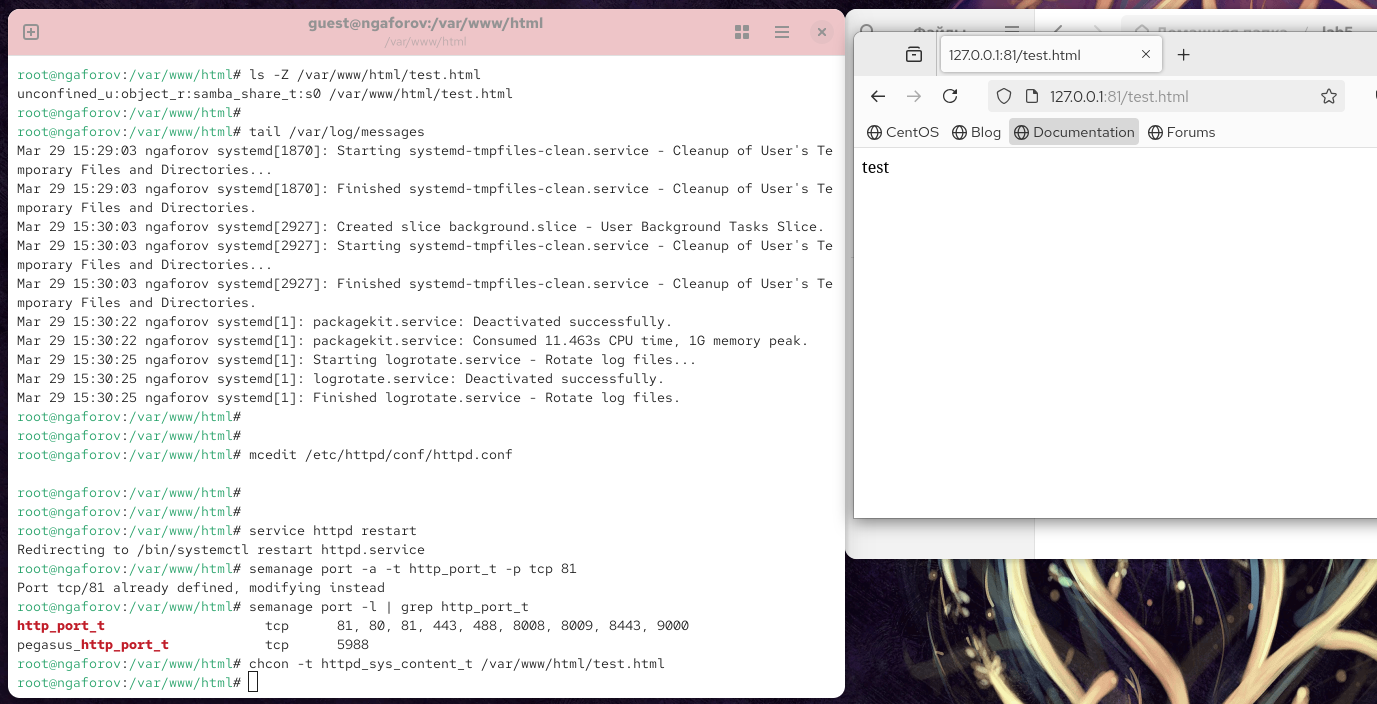 guest@ngaforov:/var/www/html
/var/www/html
root@ngaforov:/var/www/html# ls -Z /var/www/html/test.html
unconfined_u:object_r:samba_share_t:s0 /var/www/html/test.html
root@ngaforov:/var/www/html#
root@ngaforov:/var/www/html# tail /var/log/messages
Mar 29 15:29:03 ngaforov systemd[1870]: Starting systemd-tmpfiles-clean.service - Cleanup of User's Te
mporary Files and Directories...
Mar 29 15:29:03 ngaforov systemd[1870]: Finished systemd-tmpfiles-clean.service - Cleanup of User's Te
mporary Files and Directories.
Mar 29 15:30:03 ngaforov systemd[2927]: Created slice background.slice - User Background Tasks Slice.
Mar 29 15:30:03 ngaforov systemd[2927]: Starting systemd-tmpfiles-clean.service - Cleanup of User's Te
mporary Files and Directories...
Mar 29 15:30:03 ngaforov systemd[2927]: Finished systemd-tmpfiles-clean.service - Cleanup of User's Te
mporary Files and Directories.
Mar 29 15:30:22 ngaforov systemd[1]: packagekit.service: Deactivated successfully.
Mar 29 15:30:22 ngaforov systemd[1]: packagekit.service: Consumed 11.463s CPU time, 1G memory peak.
Mar 29 15:30:25 ngaforov systemd[1]: Starting logrotate.service - Rotate log files...
Mar 29 15:30:25 ngaforov systemd[1]: logrotate.service: Deactivated successfully.
Mar 29 15:30:25 ngaforov systemd[1]: Finished logrotate.service - Rotate log files.
root@ngaforov:/var/www/html#
root@ngaforov:/var/www/html#
root@ngaforov:/var/www/html# mcedit /etc/httpd/conf/httpd.conf
root@ngaforov:/var/www/html#
root@ngaforov:/var/www/html#
root@ngaforov:/var/www/html# service httpd restart
Redirecting to /bin/systemctl restart httpd.service
root@ngaforov:/var/www/html# semanage port -a -t http_port_t -p tcp 81
Port tcp/81 already defined, modifying instead
root@ngaforov:/var/www/html# semanage port -l | grep http_port_t
http_port_t tcp 81, 80, 81, 443, 488, 8008, 8009, 8443, 9000
pegasus_http_port_t tcp 5988
root@ngaforov:/var/www/html# chcon -t httpd_sys_content_t /var/www/html/test.html
root@ngaforov:/var/www/html#
127.0.0.1:81/test.html
127.0.0.1:81/test.html
CentOS Blog Documentation Forums
test